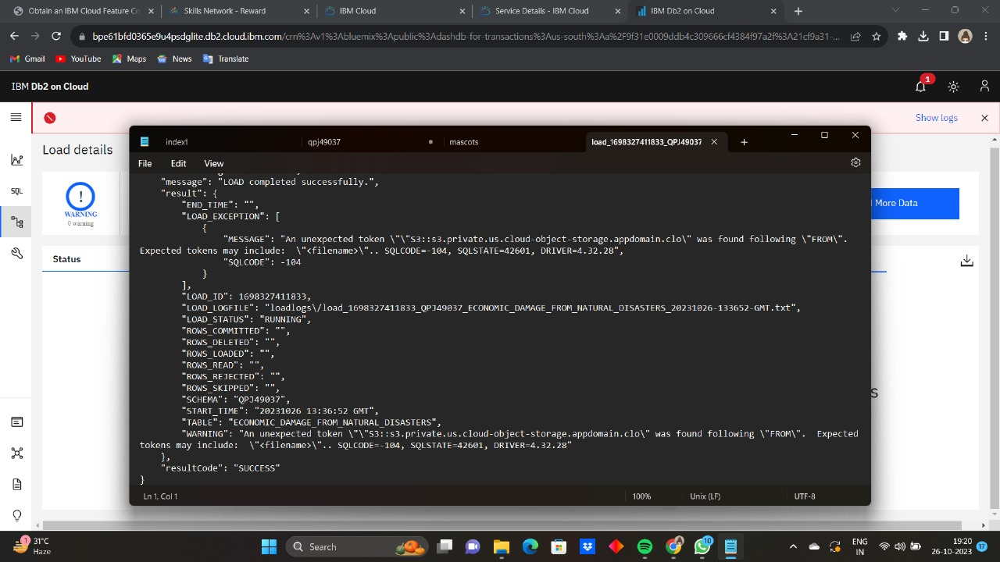 Obtain an IBM Cloud Feature Co
Skills Network - Reward
IBM Cloud
Service Details - IBM Cloud
IBM Db2 on Cloud
bpe61bfd0365e9u4psdglite.db2.cloud.ibm.com/crn%3Av1%3Abluemix%3Apublic%3Adashdb-for-transactions%3Aus-south%3Aa%2F9f31e0009ddb4c309666cf4384f97a2f%3A21cf9a31-...
Gmail
YouTube
Maps
News
Translate
IBM Db2 on Cloud
1
Show logs
Load details
WARNING
0 warning
Status
More Data
SQL
index1
qpj49037
mascots
load_1698327411833_QPJ49037
File
Edit
View
"message": "LOAD completed successfully.",
"result": {
"END_TIME": "",
"LOAD_EXCEPTION": [
{
"MESSAGE": "An unexpected token \"\"S3::s3.private.us.cloud-object-storage.appdomain.clo\" was found following \"FROM\".
Expected tokens may include:  \"<filename>\".. SQLCODE=-104, SQLSTATE=42601, DRIVER=4.32.28",
"SQLCODE": -104
}
],
"LOAD_ID": 1698327411833,
"LOAD_LOGFILE": "loadlogs\/load_1698327411833_QPJ49037_ECONOMIC_DAMAGE_FROM_NATURAL_DISASTERS_20231026-133652-GMT.txt",
"LOAD_STATUS": "RUNNING",
"ROWS_COMMITTED": "",
"ROWS_DELETED": "",
"ROWS_LOADED": "",
"ROWS_READ": "",
"ROWS_REJECTED": "",
"ROWS_SKIPPED": "",
"SCHEMA": "QPJ49037",
"START_TIME": "20231026 13:36:52 GMT",
"TABLE": "ECONOMIC_DAMAGE_FROM_NATURAL_DISASTERS",
"WARNING": "An unexpected token \"\"S3::s3.private.us.cloud-object-storage.appdomain.clo\" was found following \"FROM\".  Expected
tokens may include:  \"<filename>\".. SQLCODE=-104, SQLSTATE=42601, DRIVER=4.32.28"
},
"resultCode": "SUCCESS"
}
Ln 1, Col 1
100%
Unix (LF)
UTF-8
1
31°C
Haze
Search
10
ENG
IN
19:20
26-10-2023
17